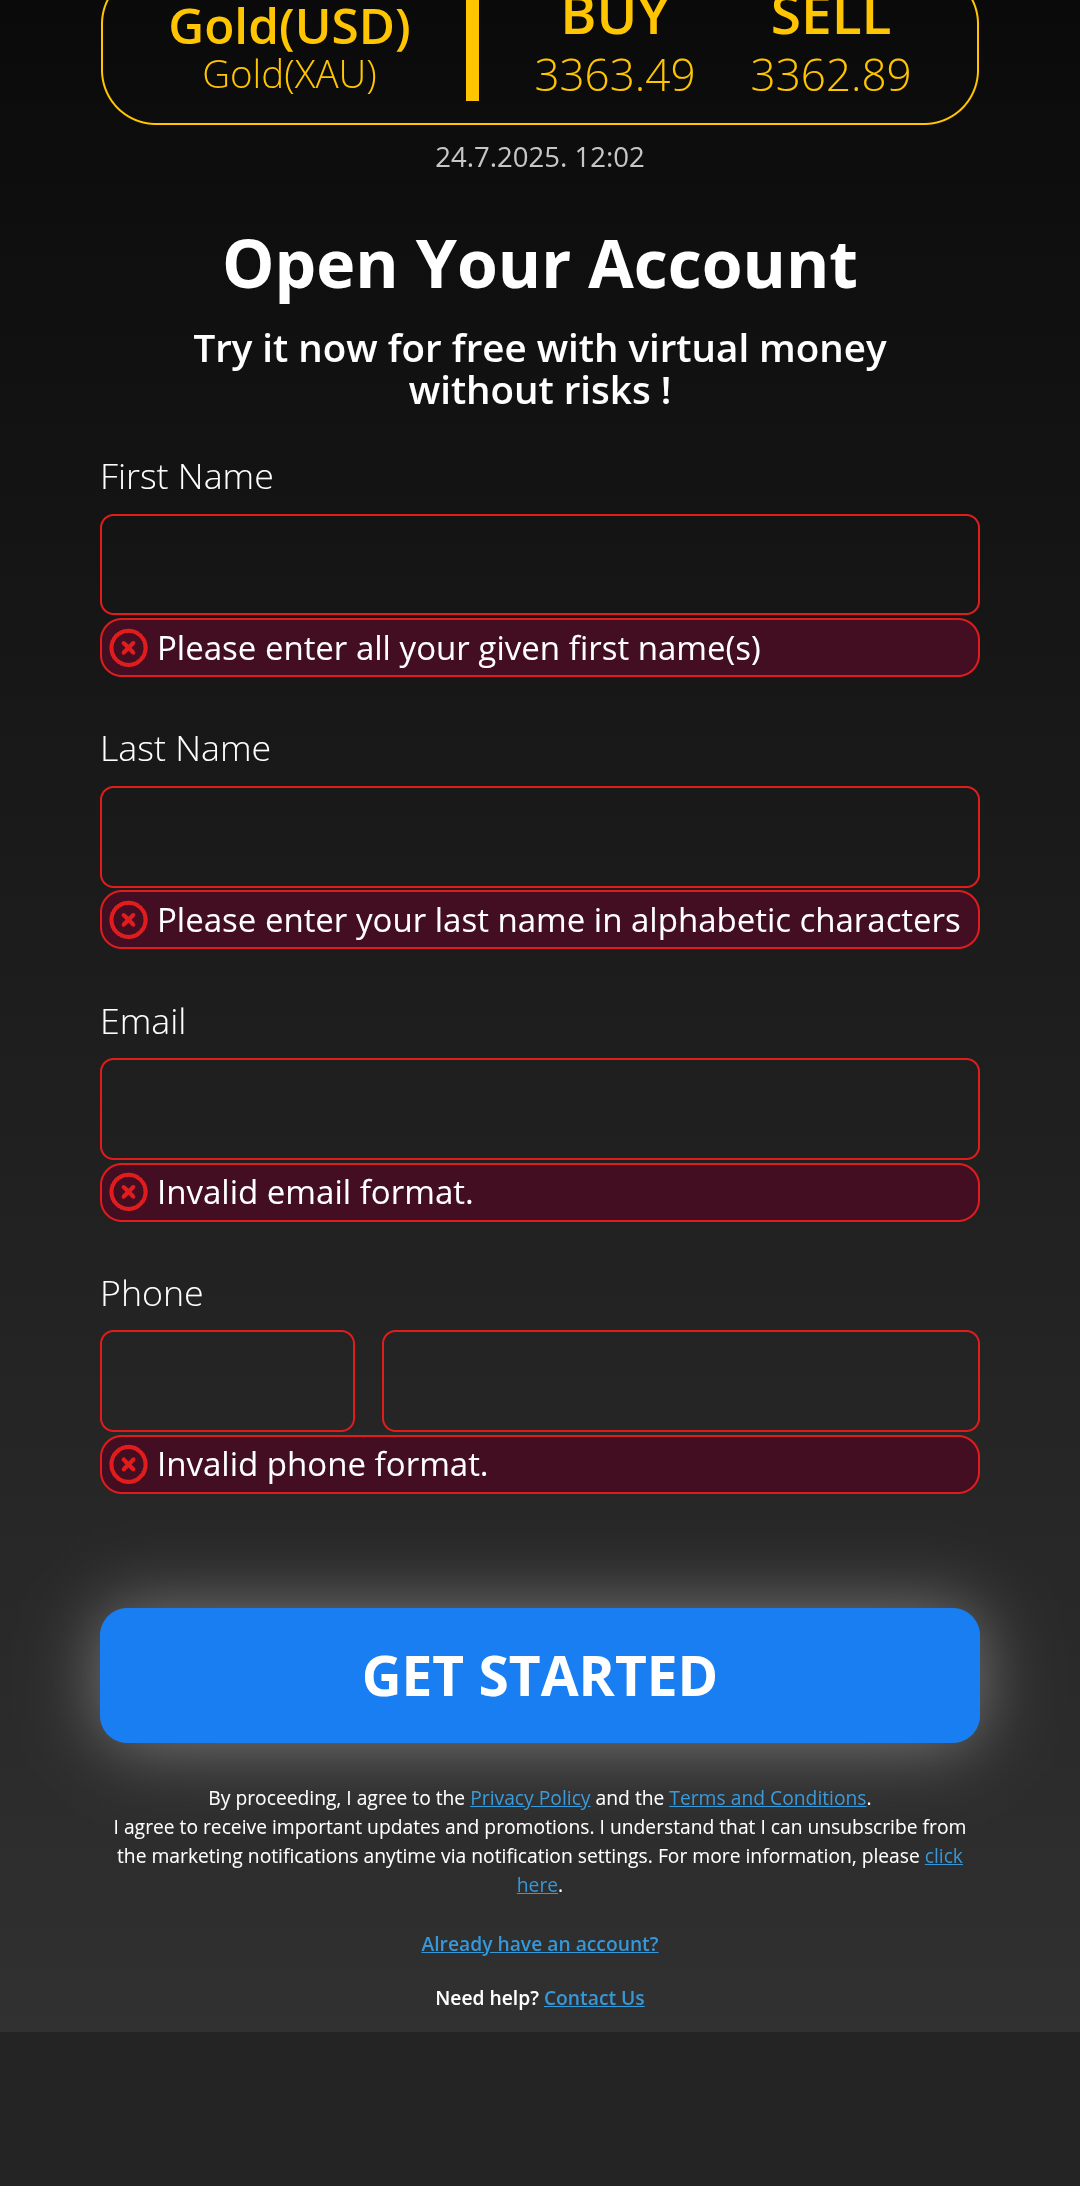 Gold(USD)
Gold(XAU)
BUY
3363.49
SELL
3362.89
24.7.2025. 12:02
Open Your Account
Try it now for free with virtual money
without risks !
First Name
Please enter all your given first name(s)
Last Name
Please enter your last name in alphabetic characters
Email
Invalid email format.
Phone
Invalid phone format.
GET STARTED
By proceeding, I agree to the Privacy Policy and the Terms and Conditions.
I agree to receive important updates and promotions. I understand that I can unsubscribe from
the marketing notifications anytime via notification settings. For more information, please click
here.
Already have an account?
Need help? Contact Us